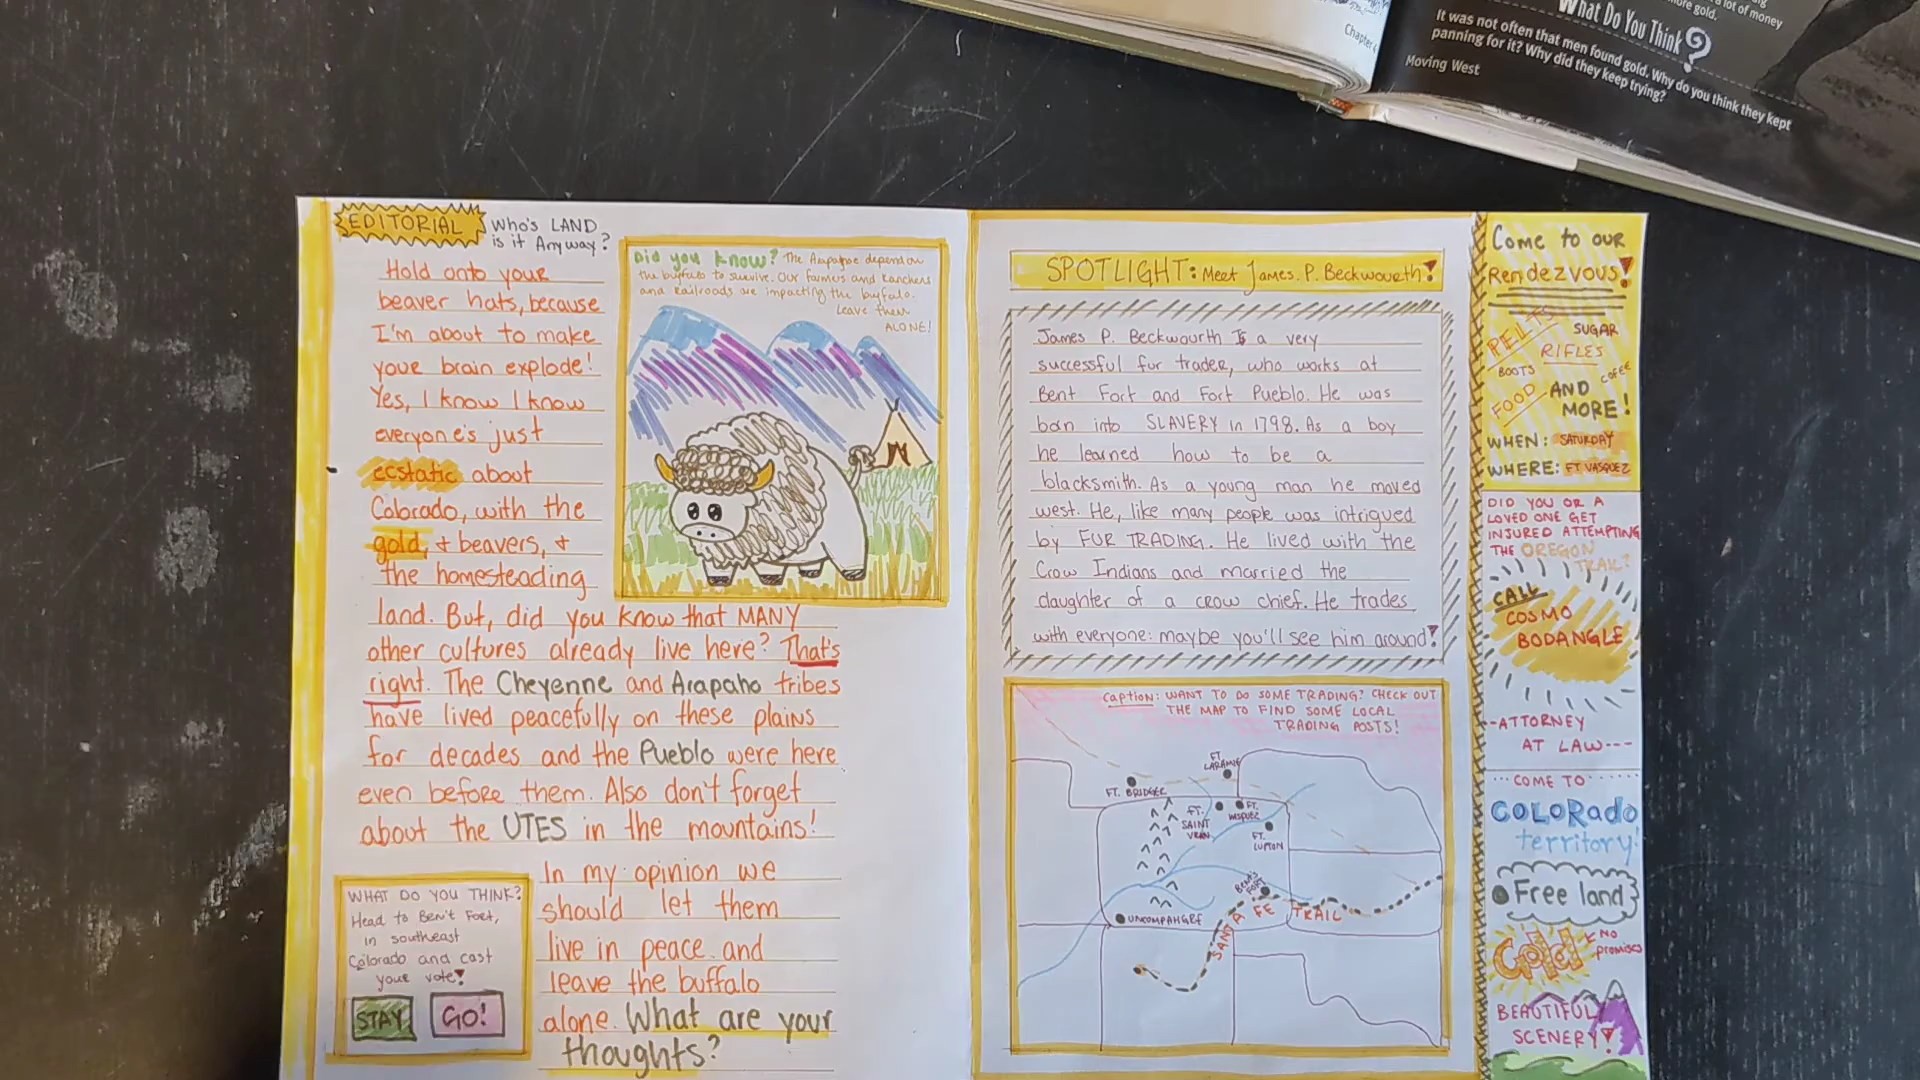 EDITORIAL
Who's LAND
is it Anyway?
Hold onto your
beaver hats, because
I'm about to make
your brain explode!
Yes, I know I know
everyone's just
ecstatic about
Colorado, with the
gold, + beavers, +
the homesteading
land. But, did you know that MANY
other cultures already live here? That's
right. The Cheyenne and Arapaho tribes
have lived peacefully on these plains
for decades and the Pueblo were here
even before them. Also don't forget
about the UTES in the mountains!
In my opinion we
should let them
live in peace and
leave the buffalo
alone. What are your
thoughts?
Did you know? The Arapahoe depend on
the buffalo to survive. Our farmers and Ranchers
and Railroads are impacting the buffalo.
Leave them
ALONE!
WHAT DO YOU THINK?
Head to Ben't Fort,
in southeast
Colorado and cast
your vote!
STAY
GO!
SPOTLIGHT: Meet James. P. Beckwourth!
James P. Beckwourth Is a very
successful fur trader, who works at
Bent Fort and Fort Pueblo. He was
born into SLAVERY in 1798. As a boy
he learned how to be a
blacksmith. As a young man he moved
west. He, like many people was intrigued
by FUR TRADING. He lived with the
Crow Indians and married the
daughter of a crow chief. He trades
with everyone: maybe you'll see him around!
Caption: WANT TO DO SOME TRADING? CHECK OUT
THE MAP TO FIND SOME LOCAL
TRADING POSTS!
FT.
LARAMIE
FT. BRIDGER
FT.
SAINT
VRAIN
FT.
VASQUEZ
FT.
LUPTON
BENT'S
FORT
UNCOMPAHGRE
SANTA FE TRAIL
Come to our
Rendezvous!
PELTS
SUGAR
RIFLES
BOOTS
COFEE
FOOD
AND
MORE!
WHEN: SATURDAY
WHERE: FT VASQUEZ
DID YOU OR A
LOVED ONE GET
INJURED ATTEMPTING
THE OREGON
TRAIL?
CALL
COSMO
BODANGLE
--ATTORNEY
AT LAW---
COME TO
COLORADO
territory!
Free land
Gold
NO
promises
BEAUTIFUL
SCENERY!
Chapter
lot of money
more gold.
What Do You Think?
It was not often that men found gold. Why do you think they kept
panning for it? Why did they keep trying?
Moving West